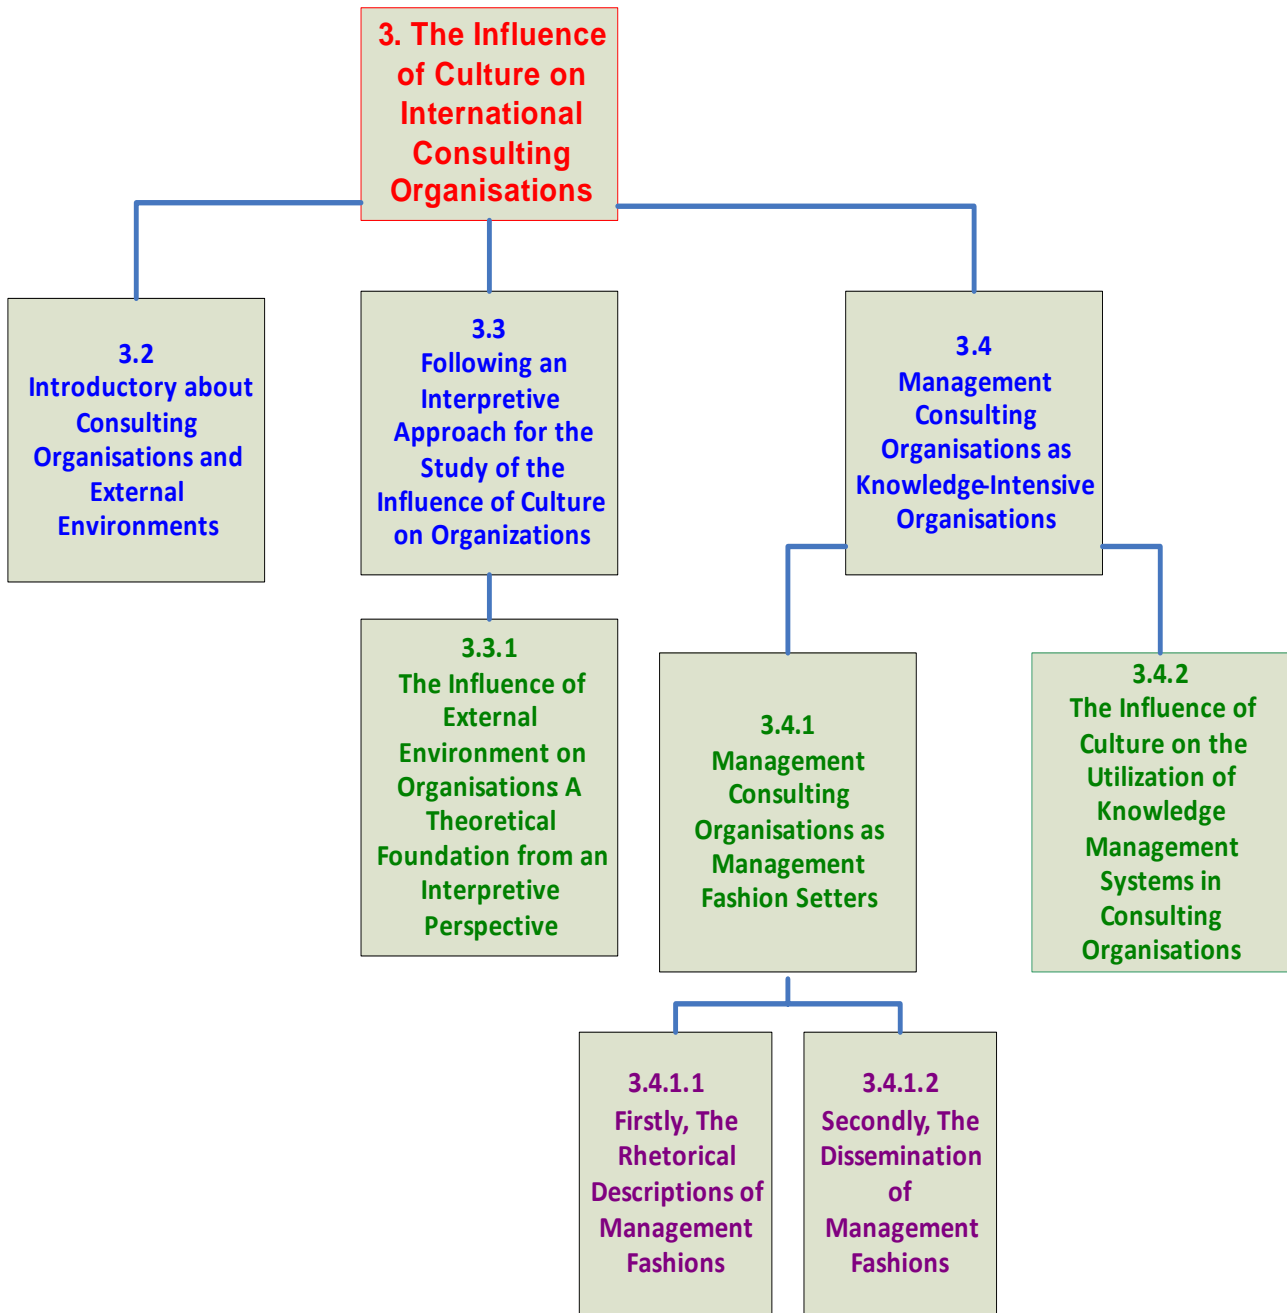 3. The Influence
of Culture on
International
Consulting
Organisations
3.2
Introductory about
Consulting
Organisations and
External
Environments
3.3
Following an
Interpretive
Approach for the
Study of the
Influence of Culture
on Organizations
3.4
Management
Consulting
Organisations as
Knowledge-Intensive
Organisations
3.3.1
The Influence of
External
Environment on
Organisations: A
Theoretical
Foundation from an
Interpretive
Perspective
3.4.1
Management
Consulting
Organisations as
Management
Fashion Setters
3.4.2
The Influence of
Culture on the
Utilization of
Knowledge
Management
Systems in
Consulting
Organisations
3.4.1.1
Firstly, The
Rhetorical
Descriptions of
Management
Fashions
3.4.1.2
Secondly, The
Dissemination
of
Management
Fashions